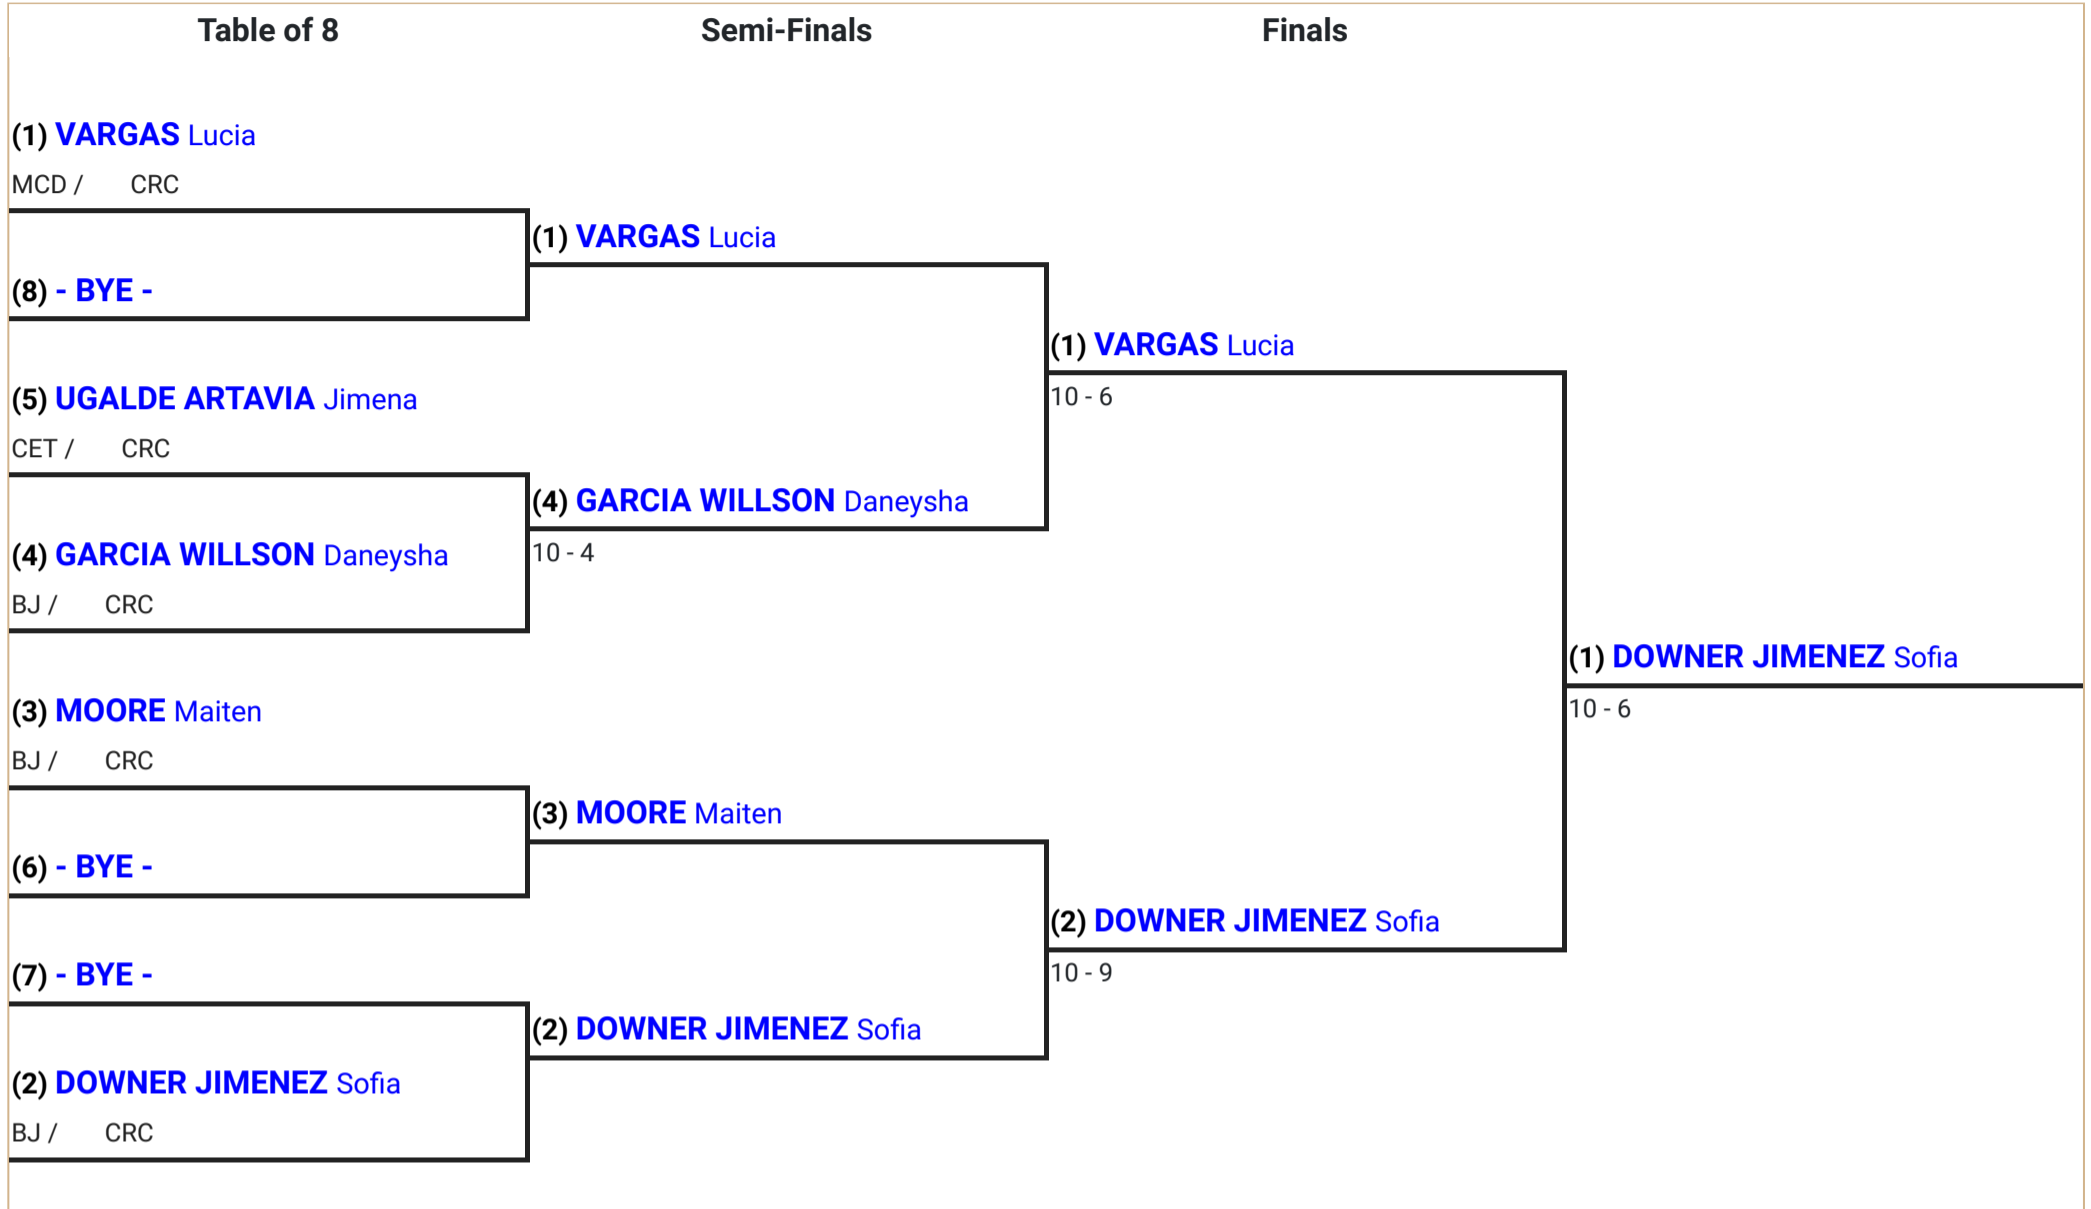 Table of 8
Semi-Finals
Finals
(1) VARGAS Lucia
MCD / CRC
(8) - BYE -
(5) UGALDE ARTAVIA Jimena
CET / CRC
(4) GARCIA WILLSON Daneysha
BJ / CRC
(3) MOORE Maiten
BJ / CRC
(6) - BYE -
(7) - BYE -
(2) DOWNER JIMENEZ Sofia
BJ / CRC
(1) VARGAS Lucia
(4) GARCIA WILLSON Daneysha
10 - 4
(3) MOORE Maiten
(2) DOWNER JIMENEZ Sofia
(1) VARGAS Lucia
10 - 6
(2) DOWNER JIMENEZ Sofia
10 - 9
(1) DOWNER JIMENEZ Sofia
10 - 6